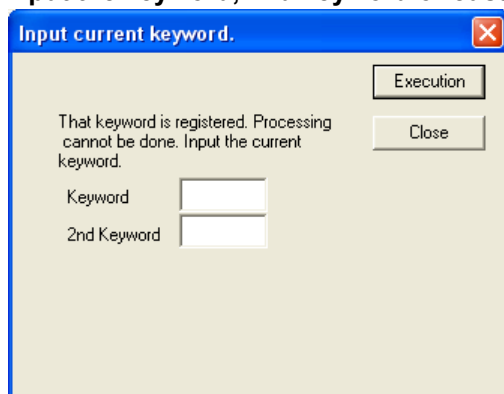 Input current keyword.
Execution
That keyword is registered. Processing
cannot be done. Input the current
keyword.
Close
Keyword
2nd Keyword